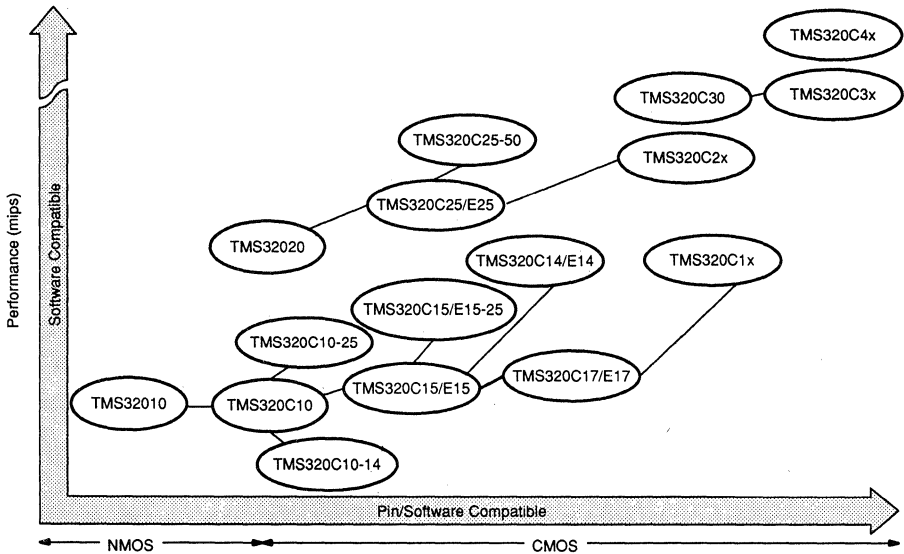 TMS320C4x
TMS320C30
TMS320C3x
TMS320C25-50
TMS320C2x
TMS320C25/E25
TMS32020
TMS320C14/E14
TMS320C1x
TMS320C15/E15-25
TMS320C10-25
TMS320C15/E15
TMS320C17/E17
TMS32010
TMS320C10
TMS320C10-14
Performance (mips)
Software Compatible
Pin/Software Compatible
NMOS
CMOS